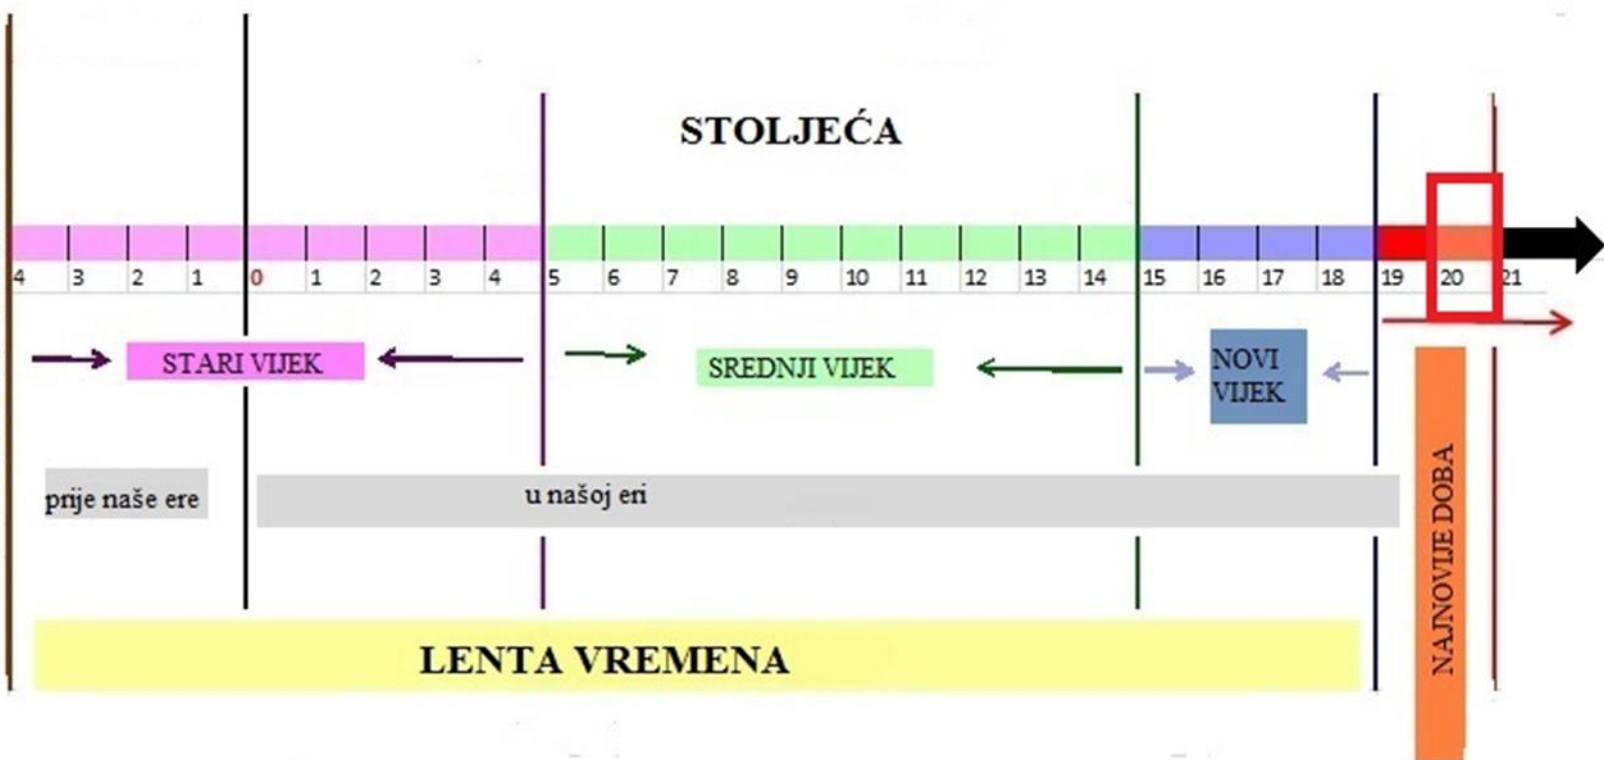 STOLJEĆA
4 3 2 1 0 1 2 3 4 5 6 7 8 9 10 11 12 13 14 15 16 17 18 19 20 21
STARI VIJEK
SREDNJI VIJEK
NOVI
VIJEK
prije naše ere
u našoj eri
NAJNOVIJE DOBA
LENTA VREMENA